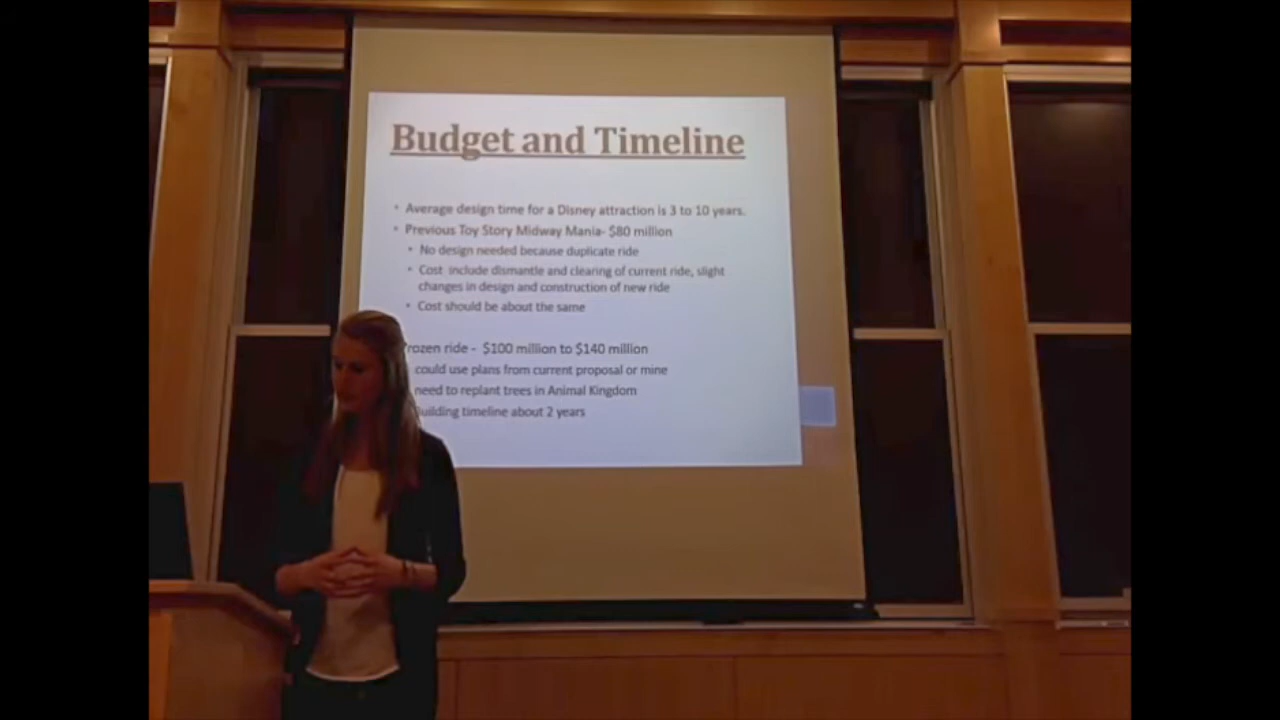 Budget and Timeline
• Average design time for a Disney attraction is 3 to 10 years.
• Previous Toy Story Midway Mania- $80 million
• No design needed because duplicate ride
• Cost include dismantle and clearing of current ride, slight
changes in design and construction of new ride
• Cost should be about the same
rozen ride - $100 million to $140 million
could use plans from current proposal or mine
need to replant trees in Animal Kingdom
uilding timeline about 2 years